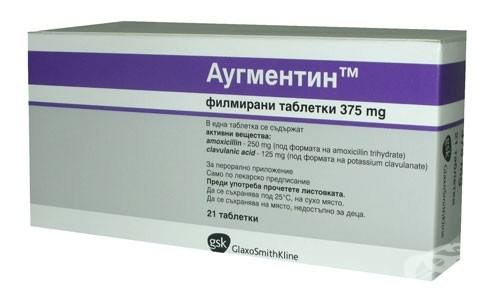 Аугментин™
филмирани таблетки 375 mg
В една таблетка се съдържат
активни вещества:
amoxicillin - 250 mg (под формата на amoxicillin trihydrate)
clavulanic acid - 125 mg (под формата на potassium clavulanate)
За перорално приложение
Само по лекарско предписание
Преди употреба прочетете листовката.
Да се съхранява под 25°C, на сухо място.
Да се съхранява на място, недостъпно за деца.
21 таблетки
gsk GlaxoSmithKline